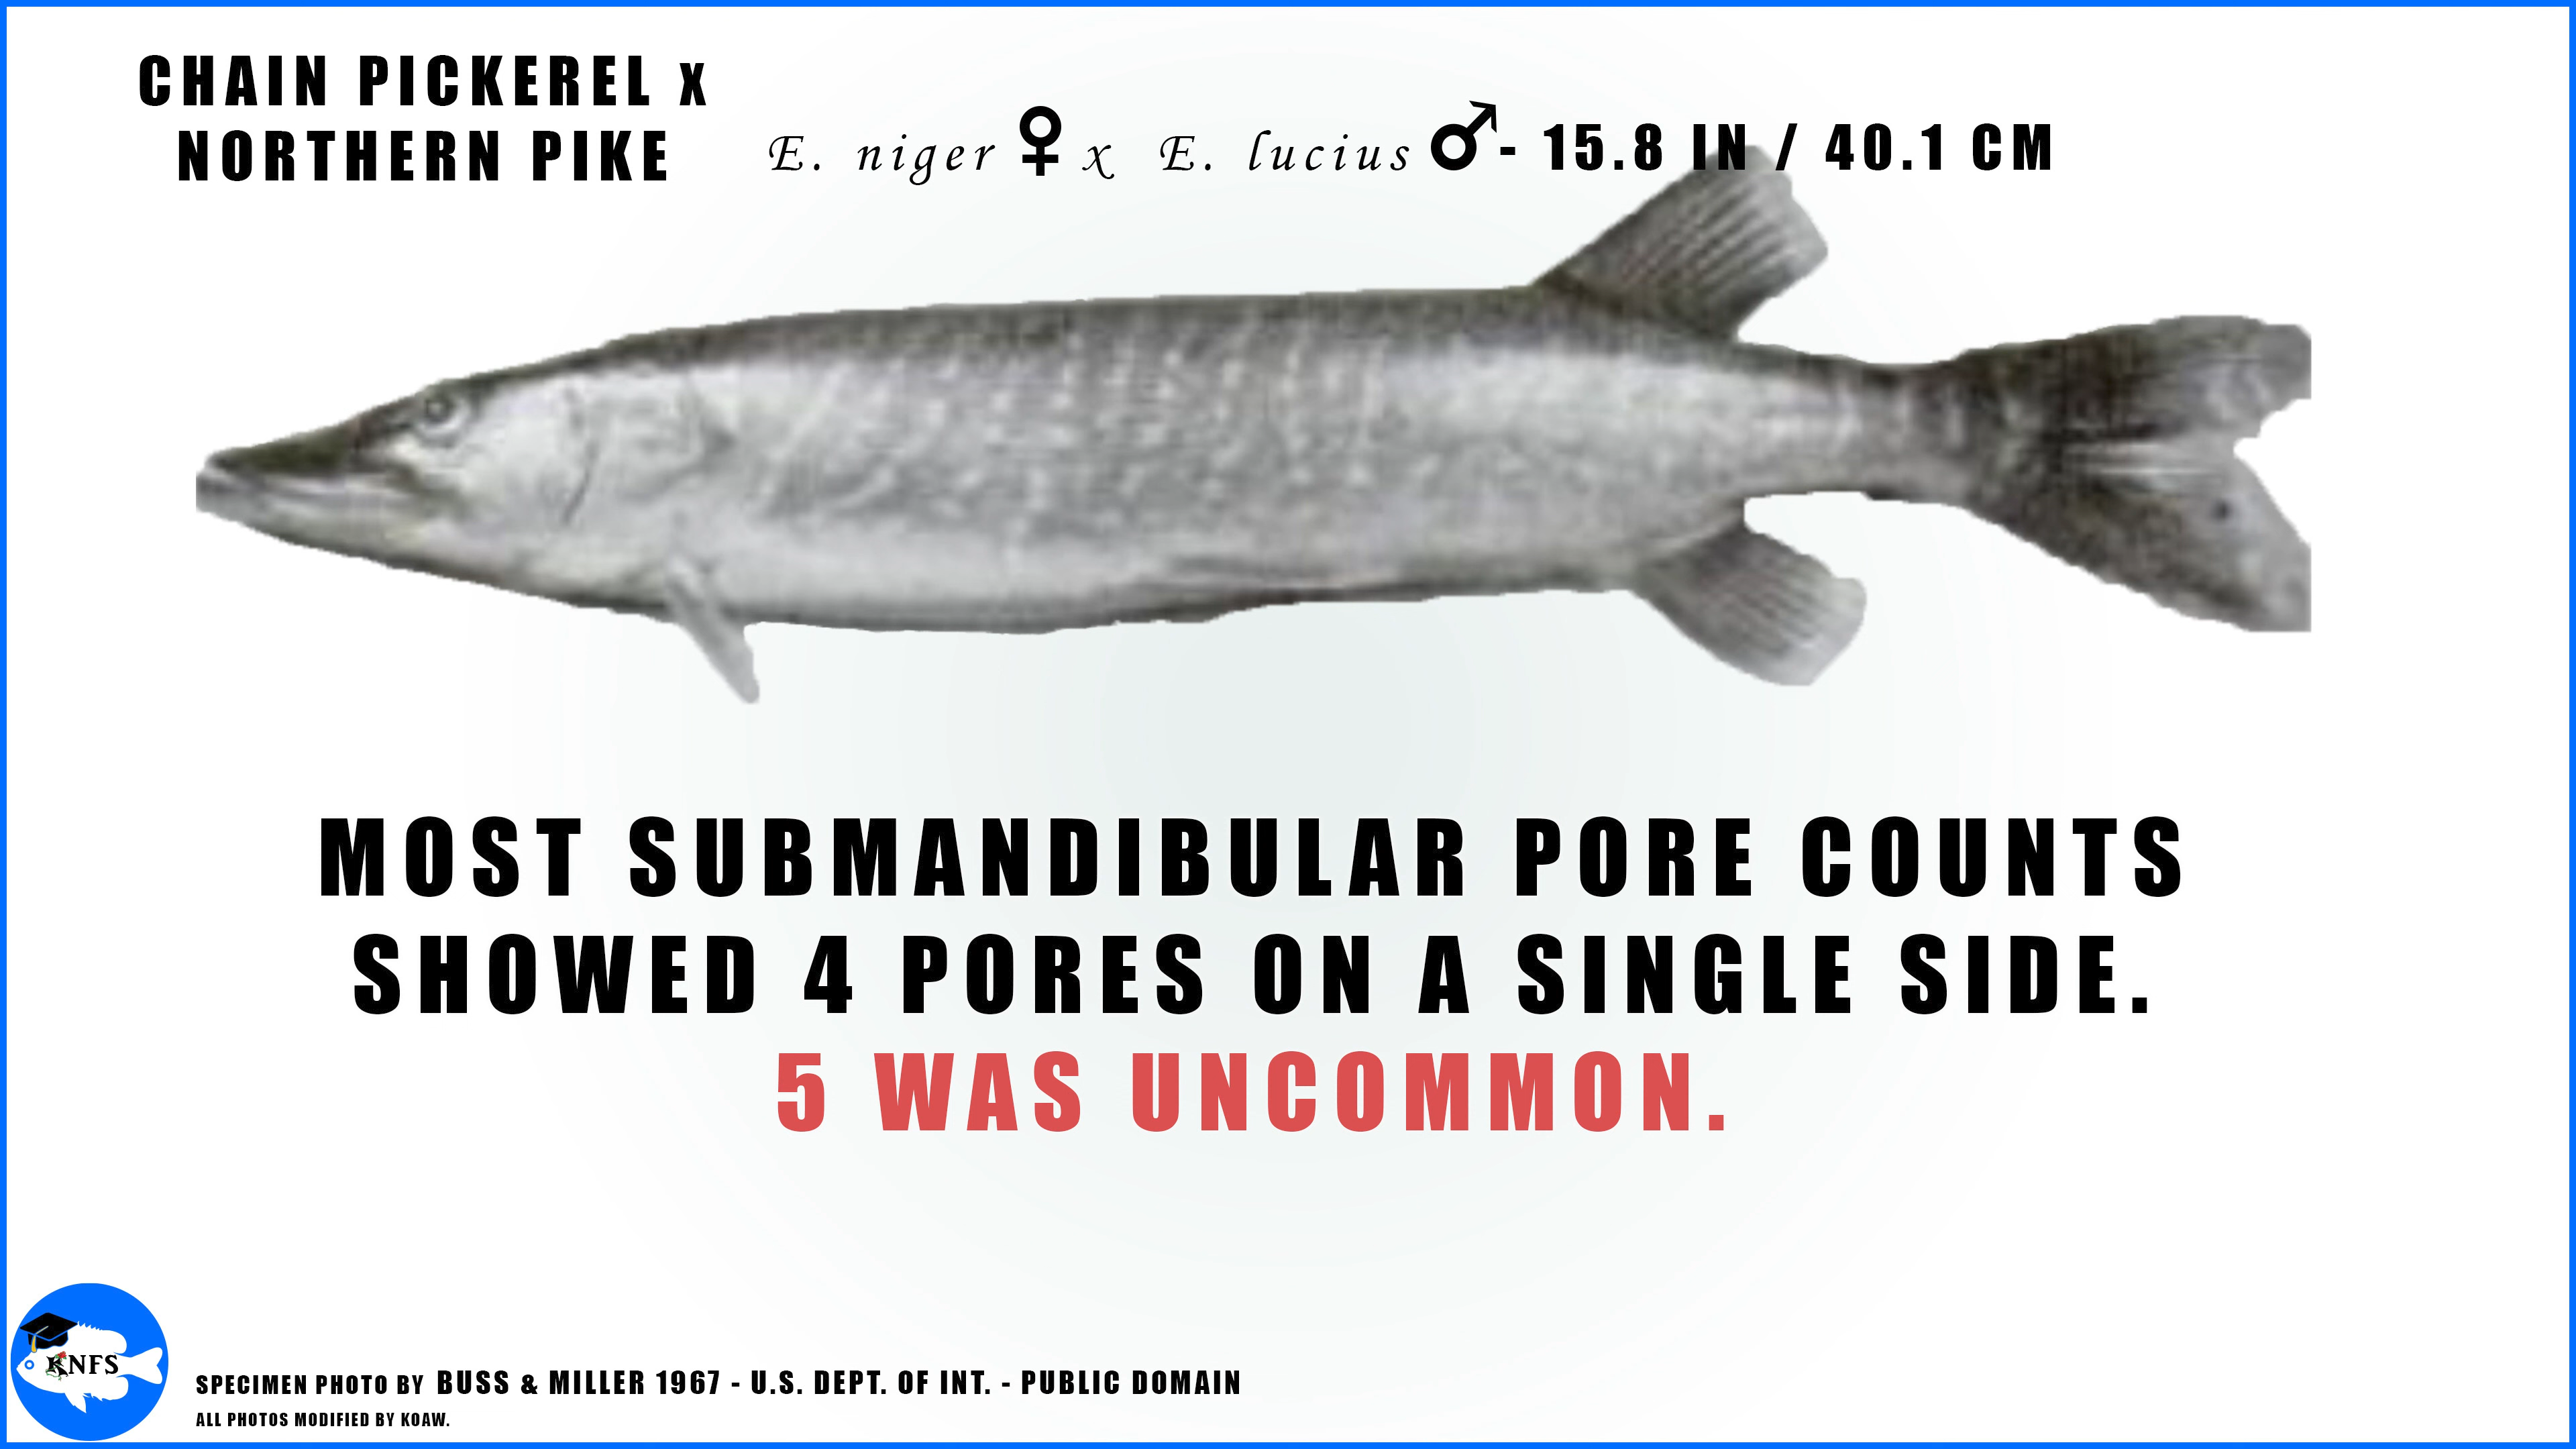 CHAIN PICKEREL x
NORTHERN PIKE
E. niger ♀ x E. lucius ♂ - 15.8 IN / 40.1 CM
MOST SUBMANDIBULAR PORE COUNTS
SHOWED 4 PORES ON A SINGLE SIDE.
5 WAS UNCOMMON.
KNFS
SPECIMEN PHOTO BY BUSS & MILLER 1967 - U.S. DEPT. OF INT. - PUBLIC DOMAIN
ALL PHOTOS MODIFIED BY KOAW.